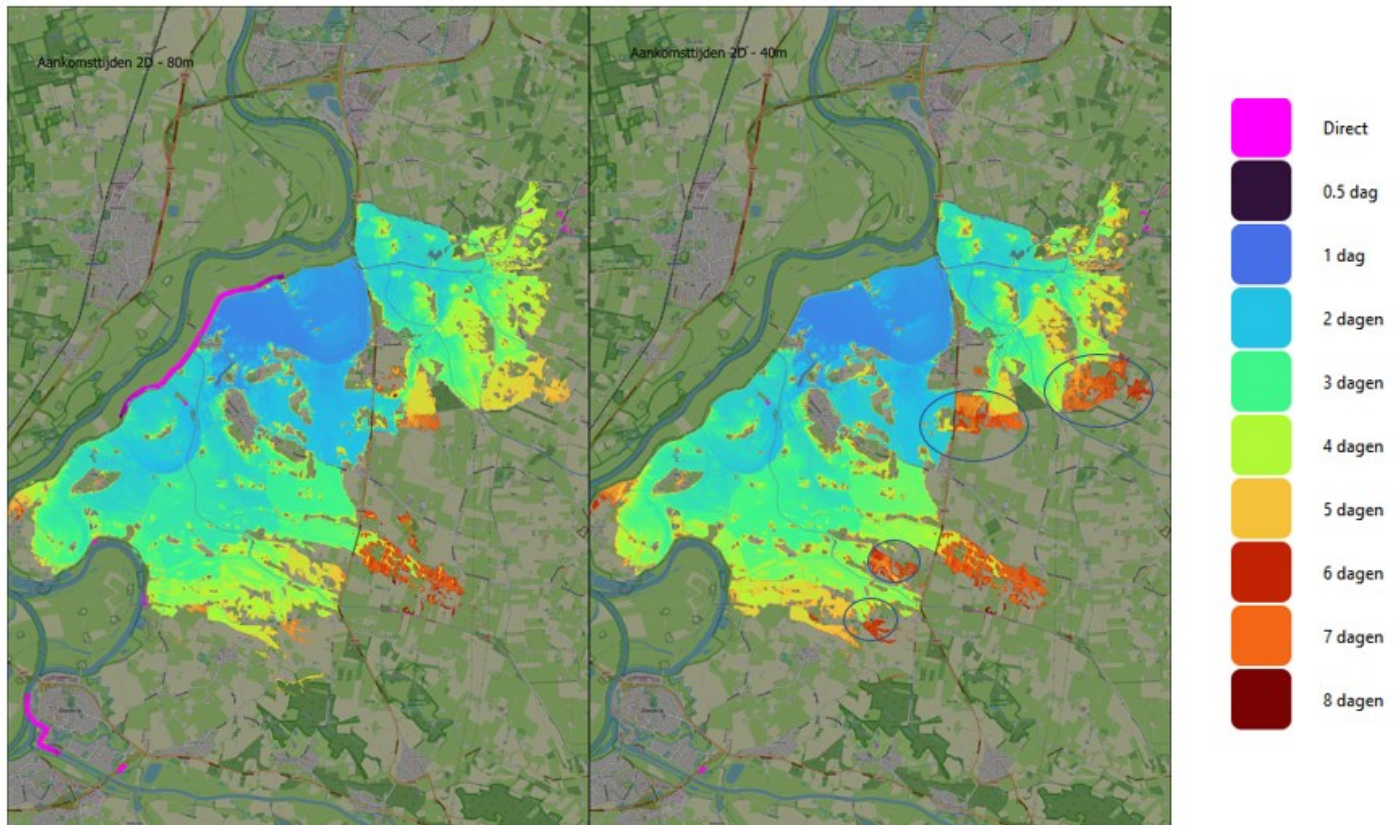 Aankomsttijden 2D - 80m
Aankomsttijden 2D - 40m
Direct
0.5 dag
1 dag
2 dagen
3 dagen
4 dagen
5 dagen
6 dagen
7 dagen
8 dagen